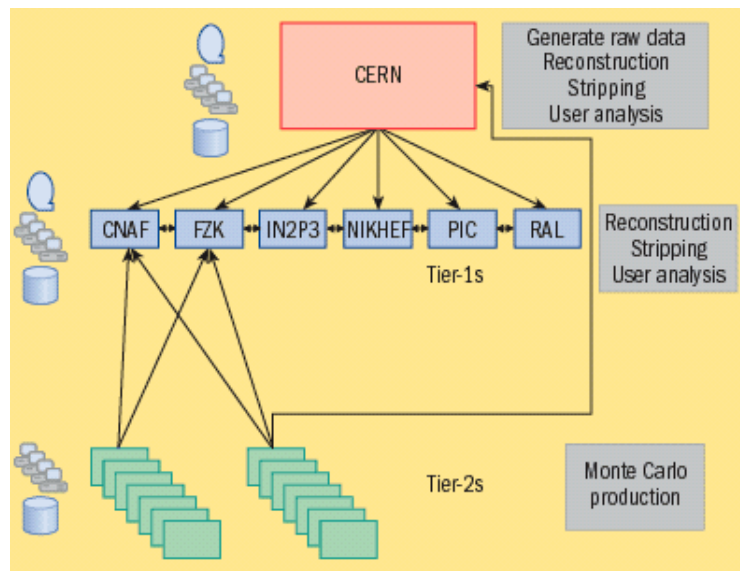 CERN
Generate raw data
Reconstruction
Stripping
User analysis
CNAF FZK IN2P3 NIKHEF PIC RAL
Tier-1s
Reconstruction
Stripping
User analysis
Tier-2s
Monte Carlo
production